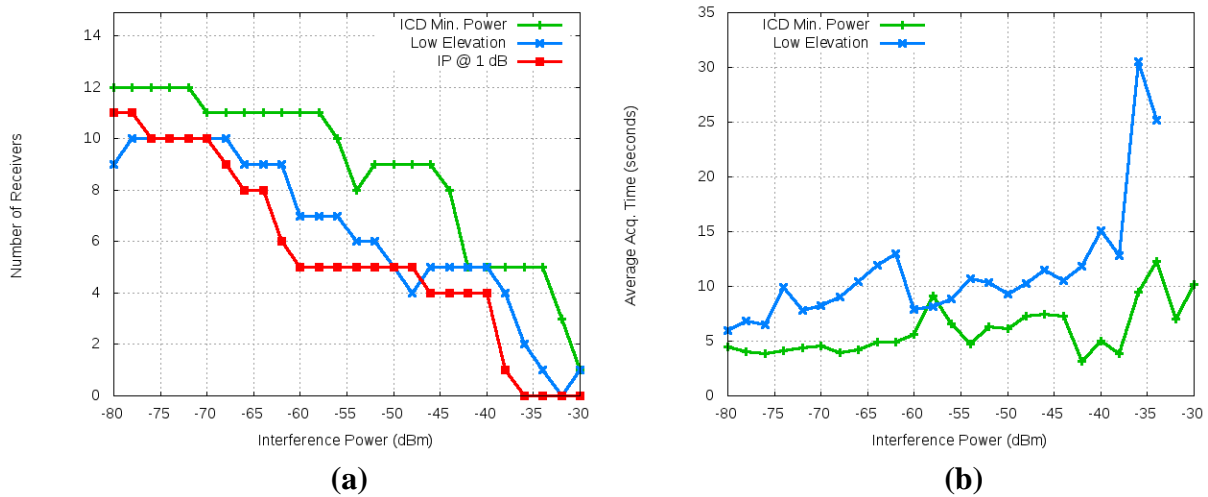 14
12
10
8
6
4
2
0
Number of Receivers
ICD Min. Power
Low Elevation
IP @ 1 dB
-80 -75 -70 -65 -60 -55 -50 -45 -40 -35 -30
Interference Power (dBm)
(a)
35
30
25
20
15
10
5
0
Average Acq. Time (seconds)
ICD Min. Power
Low Elevation
-80 -75 -70 -65 -60 -55 -50 -45 -40 -35 -30
Interference Power (dBm)
(b)